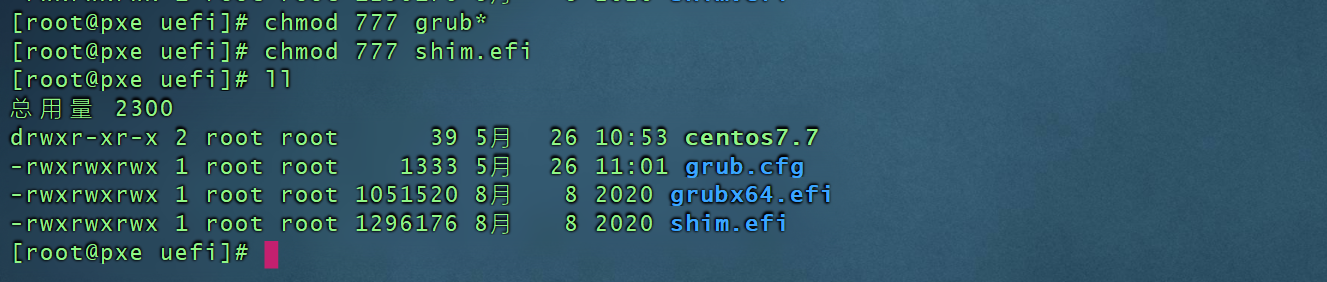 [root@pxe uefi]# chmod 777 grub*
[root@pxe uefi]# chmod 777 shim.efi
[root@pxe uefi]# ll
总用量 2300
drwxr-xr-x 2 root root      39 5月   26 10:53 centos7.7
-rwxrwxrwx 1 root root    1333 5月   26 11:01 grub.cfg
-rwxrwxrwx 1 root root 1051520 8月    8 2020 grubx64.efi
-rwxrwxrwx 1 root root 1296176 8月    8 2020 shim.efi
[root@pxe uefi]#